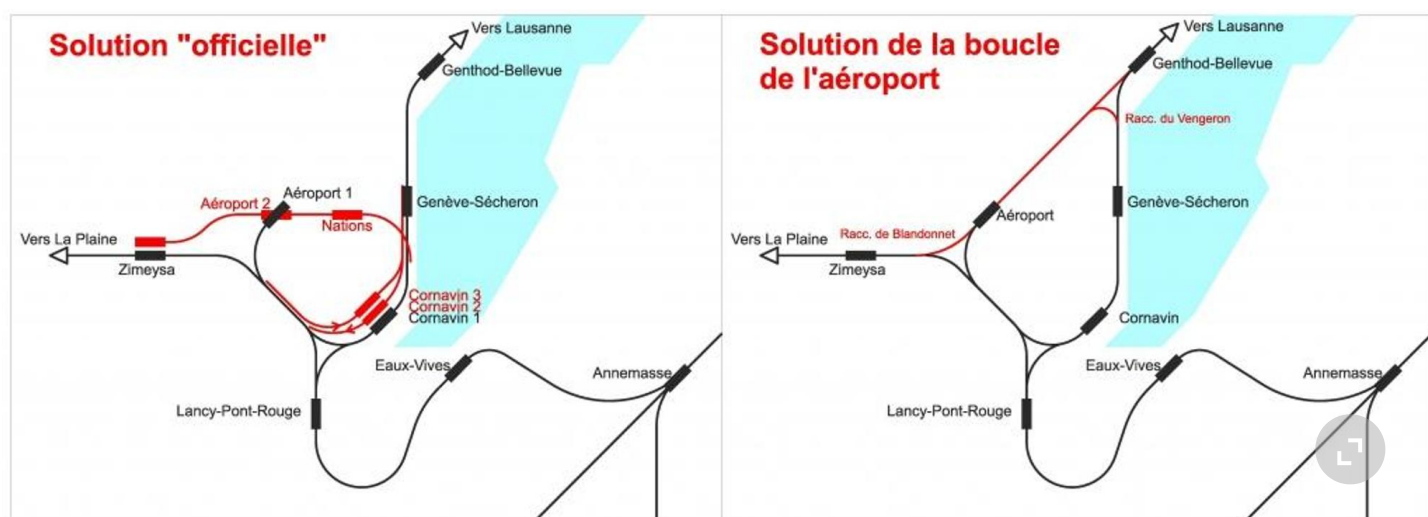 Solution "officielle"
Vers Lausanne
Genthod-Bellevue
Aéroport 1
Aéroport 2
Nations
Genève-Sécheron
Vers La Plaine
Zimeysa
Cornavin 3
Cornavin 2
Cornavin 1
Eaux-Vives
Annemasse
Lancy-Pont-Rouge
Solution de la boucle
de l'aéroport
Vers Lausanne
Genthod-Bellevue
Racc. du Vengeron
Genève-Sécheron
Aéroport
Racc. de Blandonnet
Vers La Plaine
Zimeysa
Cornavin
Eaux-Vives
Annemasse
Lancy-Pont-Rouge